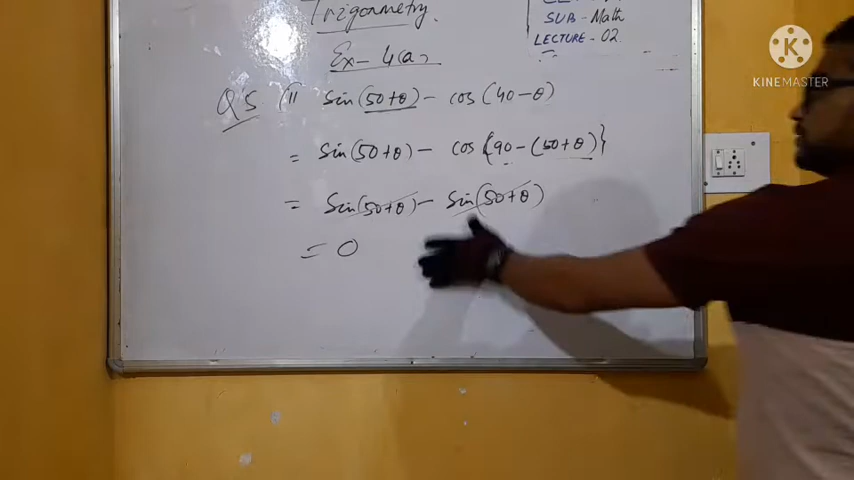 Trigonometry.
SUB - Math
LECTURE - 02
Ex - 4(a)
Q5 (i) sin(50+θ) - cos(40-θ)
= sin(50+θ) - cos{90-(50+θ)}
= sin(50+θ) - sin(50+θ)
= 0
KINEMASTER